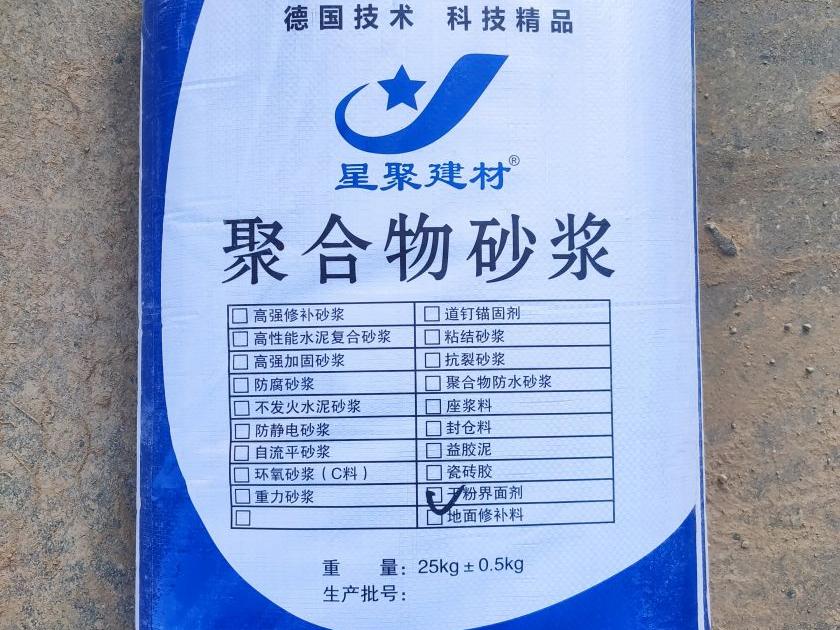 德国技术 科技精品
星聚建材®
聚合物砂浆
□ 高强修补砂浆 □ 道钉锚固剂
□ 高性能水泥复合砂浆 □ 粘结砂浆
□ 高强加固砂浆 □ 抗裂砂浆
□ 防腐砂浆 □ 聚合物防水砂浆
□ 不发火水泥砂浆 □ 座浆料
□ 防静电砂浆 □ 封仓料
□ 自流平砂浆 □ 益胶泥
□ 环氧砂浆（C料） □ 瓷砖胶
□ 重力砂浆 ☑ 干粉界面剂
□ □ 地面修补料
重 量：25kg±0.5kg
生产批号：